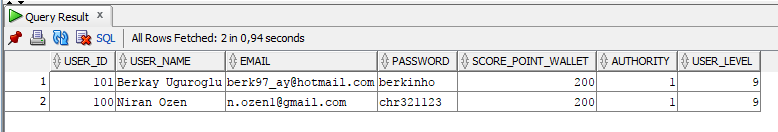 Query Result x
SQL | All Rows Fetched: 2 in 0,94 seconds
USER_ID USER_NAME EMAIL PASSWORD SCORE_POINT_WALLET AUTHORITY USER_LEVEL
1 101 Berkay Uguroglu berk97_ay@hotmail.com berkinho 200 1 9
2 100 Niran Ozen n.ozen1@gmail.com chr321123 200 1 9